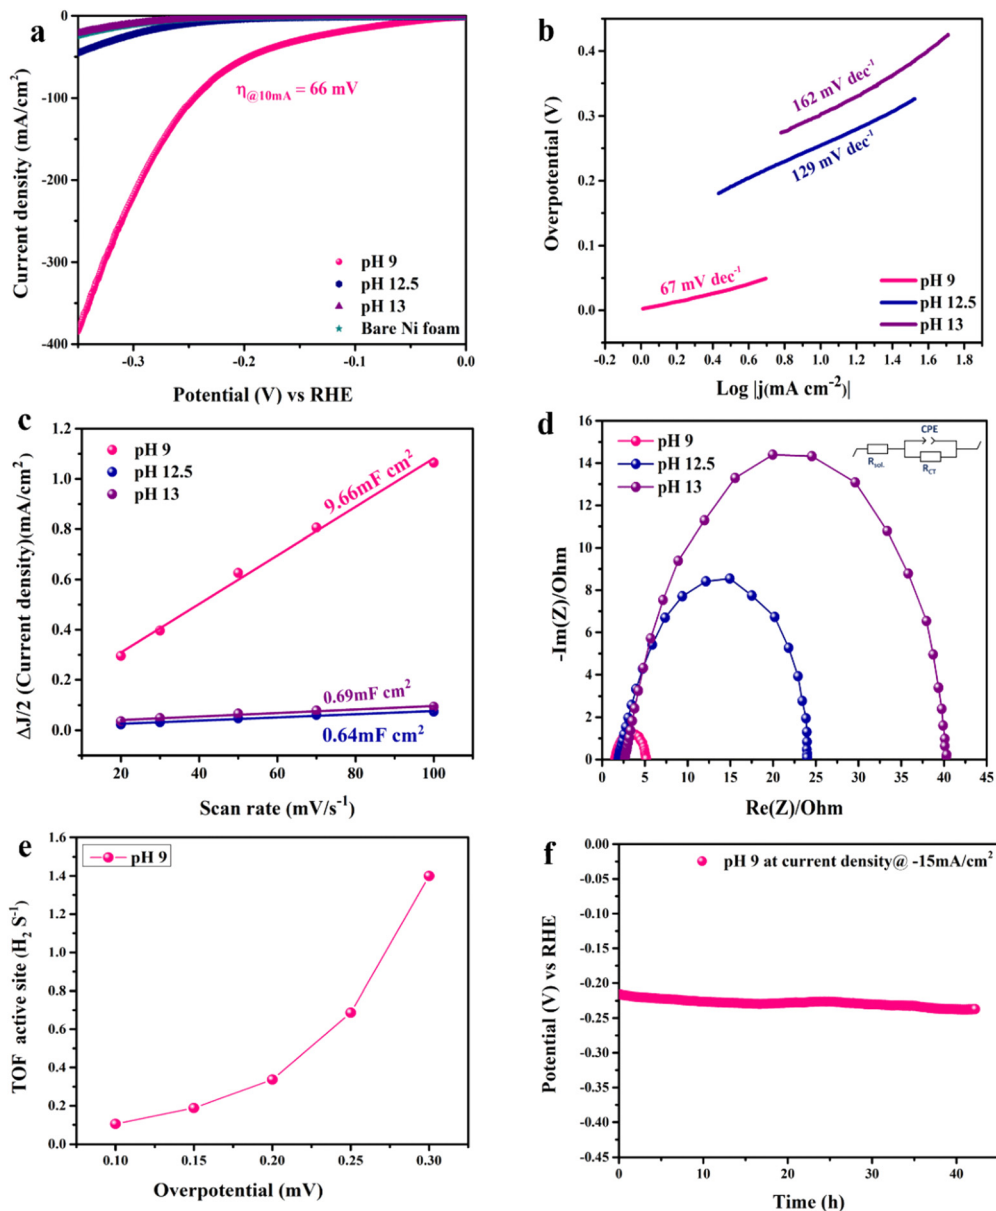 a
0
-100
-200
-300
-400
-0.3
-0.2
-0.1
0.0
Current density (mA/cm²)
Potential (V) vs RHE
η@10mA = 66 mV
pH 9
pH 12.5
pH 13
Bare Ni foam
b
0.4
0.3
0.2
0.1
0.0
-0.2
0.0
0.2
0.4
0.6
0.8
1.0
1.2
1.4
1.6
1.8
Overpotential (V)
Log |j(mA cm⁻²)|
162 mV dec⁻¹
129 mV dec⁻¹
67 mV dec⁻¹
pH 9
pH 12.5
pH 13
c
1.2
1.0
0.8
0.6
0.4
0.2
0.0
20
40
60
80
100
ΔJ/2 (Current density)(mA/cm²)
Scan rate (mV/s⁻¹)
pH 9
pH 12.5
pH 13
9.66mF cm²
0.69mF cm²
0.64mF cm²
d
16
14
12
10
8
6
4
2
0
0
5
10
15
20
25
30
35
40
45
-Im(Z)/Ohm
Re(Z)/Ohm
pH 9
pH 12.5
pH 13
CPE
Rsol.
RCT
e
1.6
1.4
1.2
1.0
0.8
0.6
0.4
0.2
0.0
0.10
0.15
0.20
0.25
0.30
TOF active site (H₂ S⁻¹)
Overpotential (mV)
pH 9
f
0.00
-0.05
-0.10
-0.15
-0.20
-0.25
-0.30
-0.35
-0.40
-0.45
0
10
20
30
40
Potential (V) vs RHE
Time (h)
pH 9 at current density@ -15mA/cm²